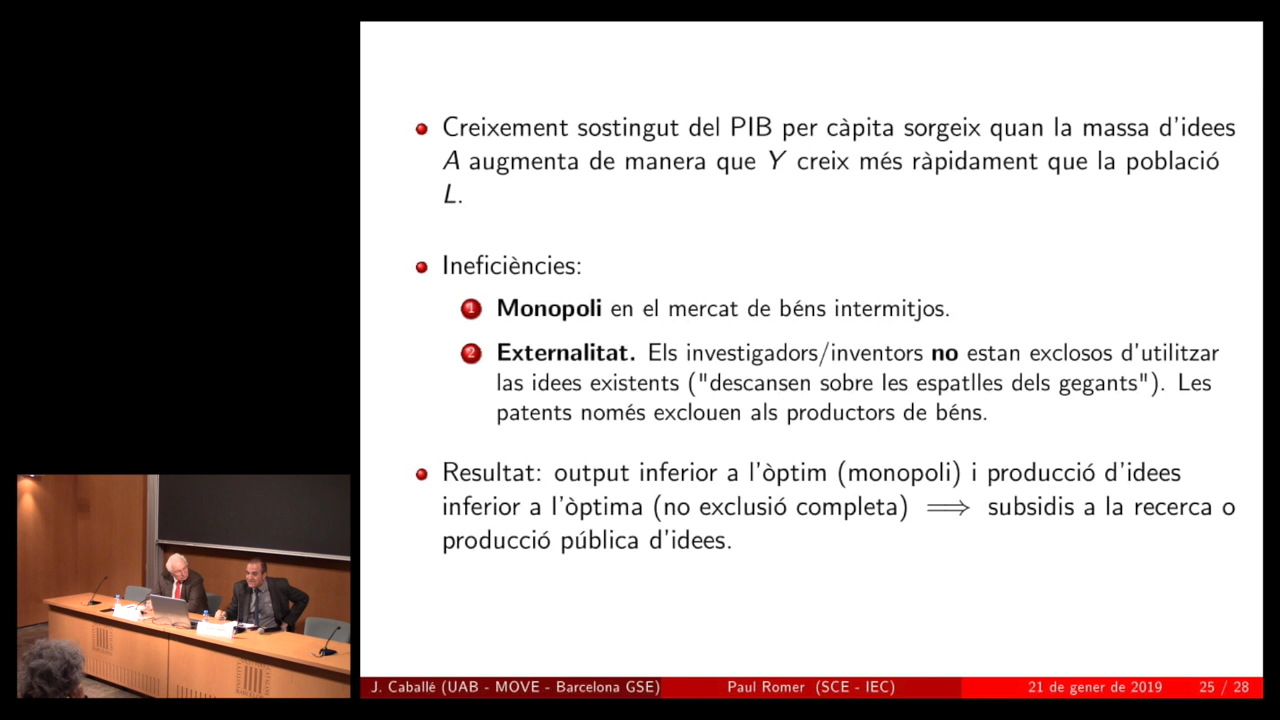 Creixement sostingut del PIB per càpita sorgeix quan la massa d'idees
A augmenta de manera que Y creix més ràpidament que la població
L.
Ineficiències:
1 Monopoli en el mercat de béns intermitjos.
2 Externalitat. Els investigadors/inventors no estan exclosos d'utilitzar
las idees existents ("descansen sobre les espatlles dels gegants"). Les
patents només exclouen als productors de béns.
Resultat: output inferior a l'òptim (monopoli) i producció d'idees
inferior a l'òptima (no exclusió completa) ⟹ subsidis a la recerca o
producció pública d'idees.
J. Caballé (UAB - MOVE - Barcelona GSE) Paul Romer (SCE - IEC) 21 de gener de 2019 25 / 28